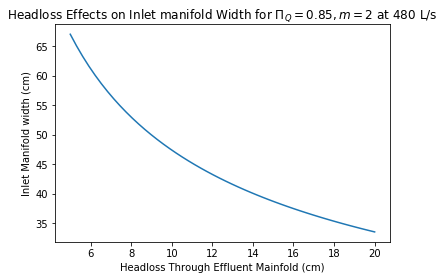 Headloss Effects on Inlet manifold Width for Π_Q = 0.85, m = 2 at 480 L/s
Inlet Manifold width (cm)
65
60
55
50
45
40
35
6 8 10 12 14 16 18 20
Headloss Through Effluent Mainfold (cm)